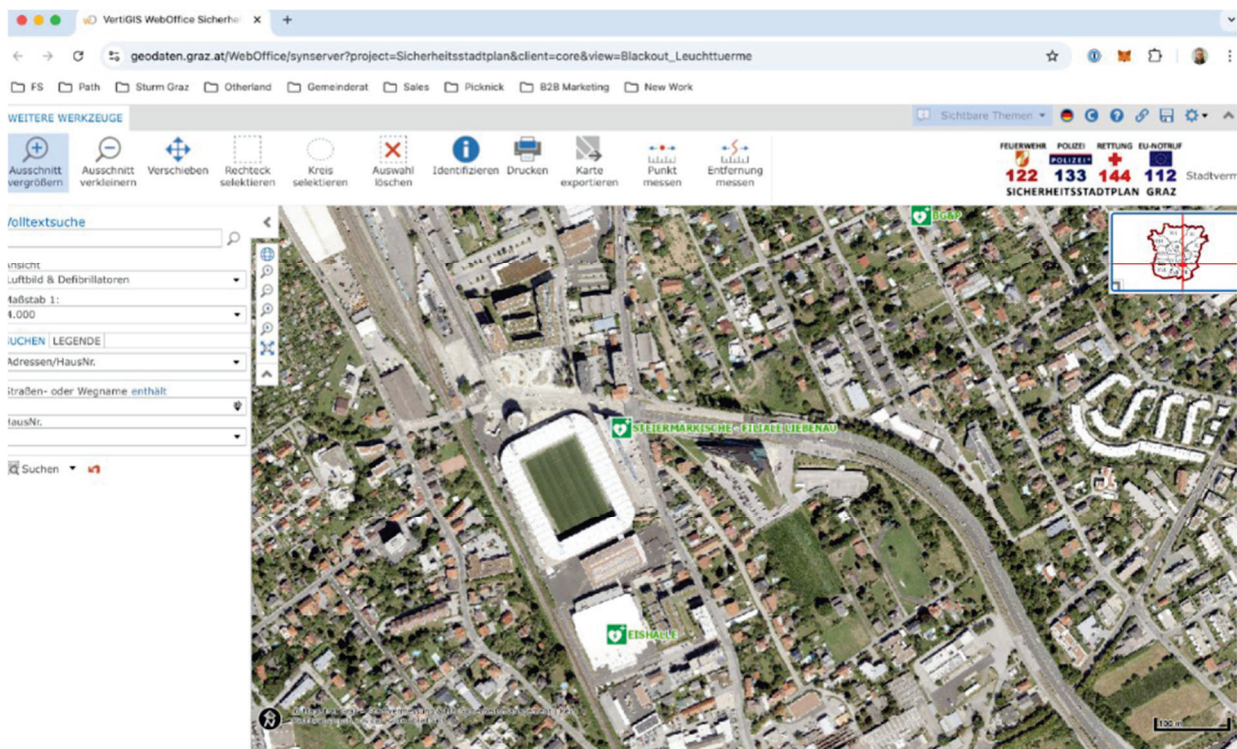 VertiGIS WebOffice Sicherhei
geodaten.graz.at/WebOffice/synserver?project=Sicherheitsstadtplan&client=core&view=Blackout_Leuchttuerme
FS Path Sturm Graz Otherland Gemeinderat Sales Picknick B2B Marketing New Work
WEITERE WERKZEUGE
Sichtbare Themen
Ausschnitt vergrößern
Ausschnitt verkleinern
Verschieben
Rechteck selektieren
Kreis selektieren
Auswahl löschen
Identifizieren
Drucken
Karte exportieren
Punkt messen
Entfernung messen
FEUERWEHR POLIZEI RETTUNG EU-NOTRUF
POLIZEI
122 133 144 112
SICHERHEITSSTADTPLAN GRAZ
Stadtverm
Volltextsuche
Ansicht
Luftbild & Defibrillatoren
Maßstab 1:
4.000
SUCHEN LEGENDE
Adressen/HausNr.
Straßen- oder Wegname enthält
HausNr.
Suchen
BG&P
STEIERMÄRKISCHE - FILIALE LIEBENAU
EISHALLE
100 m